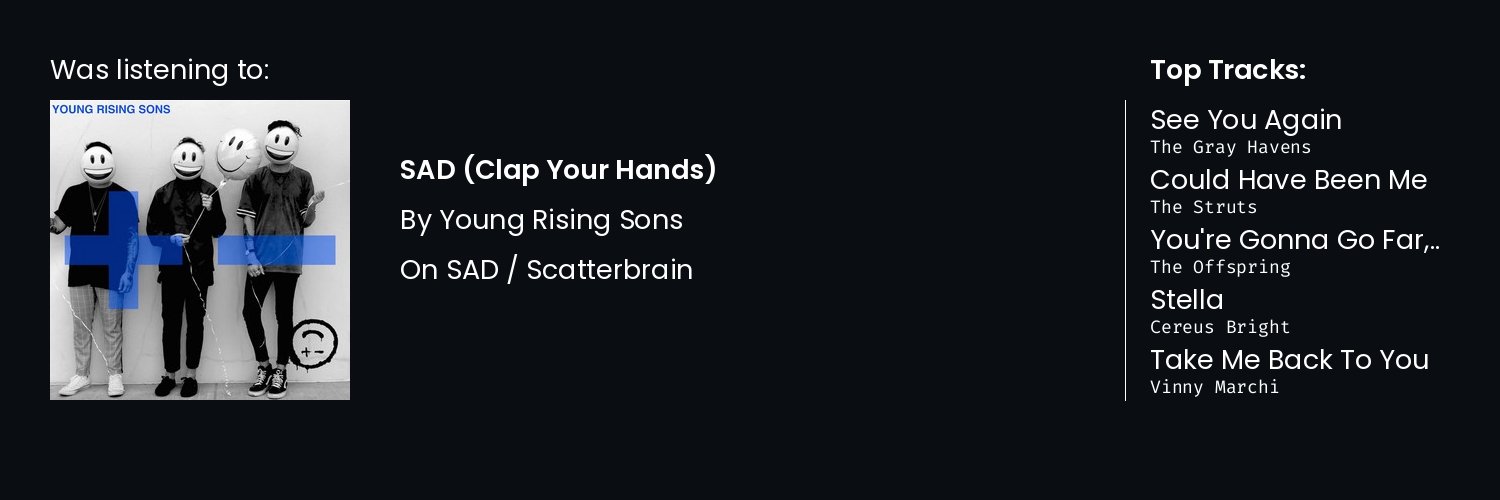 Was listening to:
YOUNG RISING SONS
SAD (Clap Your Hands)
By Young Rising Sons
On SAD / Scatterbrain
Top Tracks:
See You Again
The Gray Havens
Could Have Been Me
The Struts
You're Gonna Go Far,..
The Offspring
Stella
Cereus Bright
Take Me Back To You
Vinny Marchi